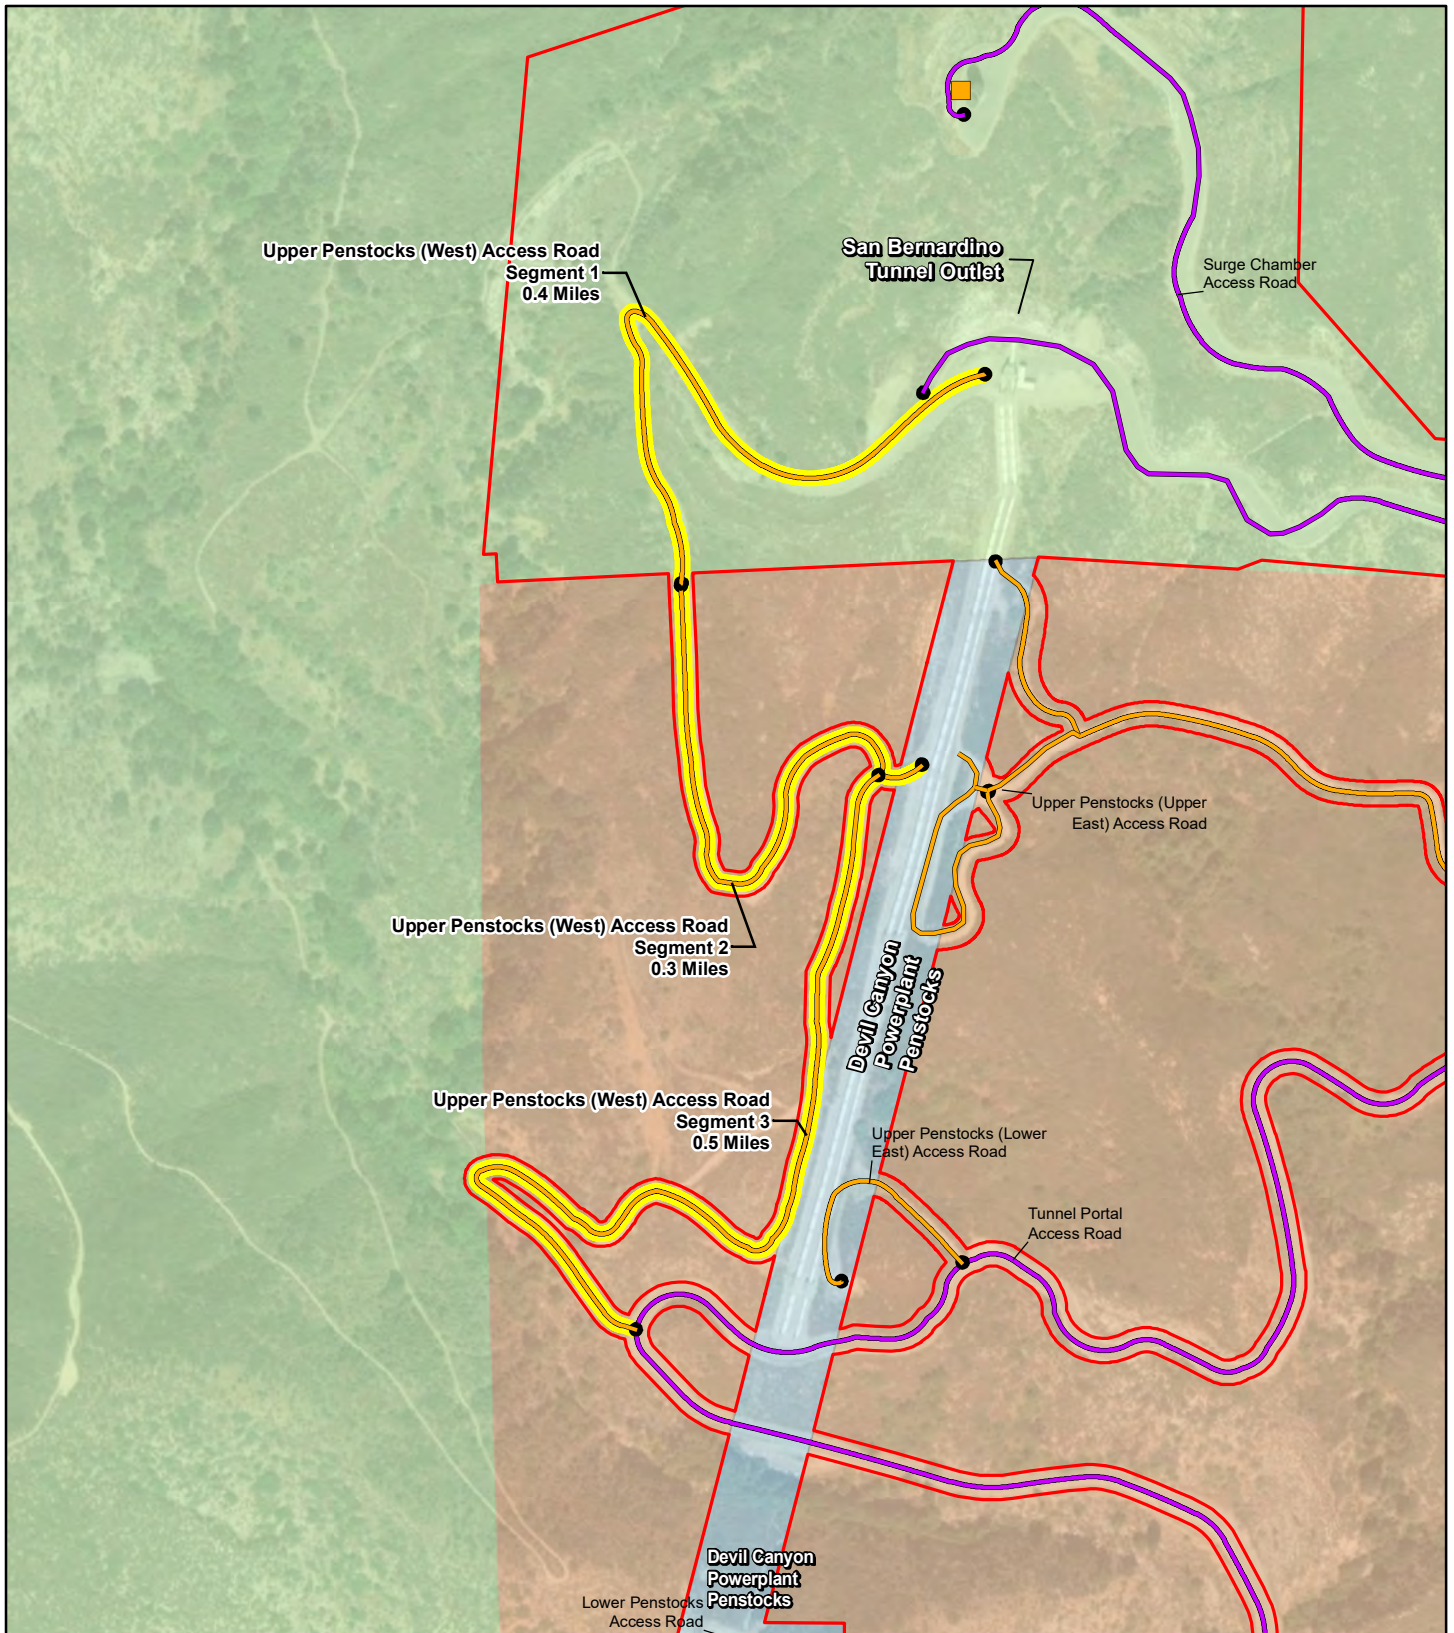 Upper Penstocks (West) Access Road
Segment 1
0.4 Miles
San Bernardino
Tunnel Outlet
Surge Chamber
Access Road
Upper Penstocks (Upper
East) Access Road
Upper Penstocks (West) Access Road
Segment 2
0.3 Miles
Devil Canyon
Powerplant
Penstocks
Upper Penstocks (West) Access Road
Segment 3
0.5 Miles
Upper Penstocks (Lower
East) Access Road
Tunnel Portal
Access Road
Devil Canyon
Powerplant
Penstocks
Lower Penstocks
Access Road